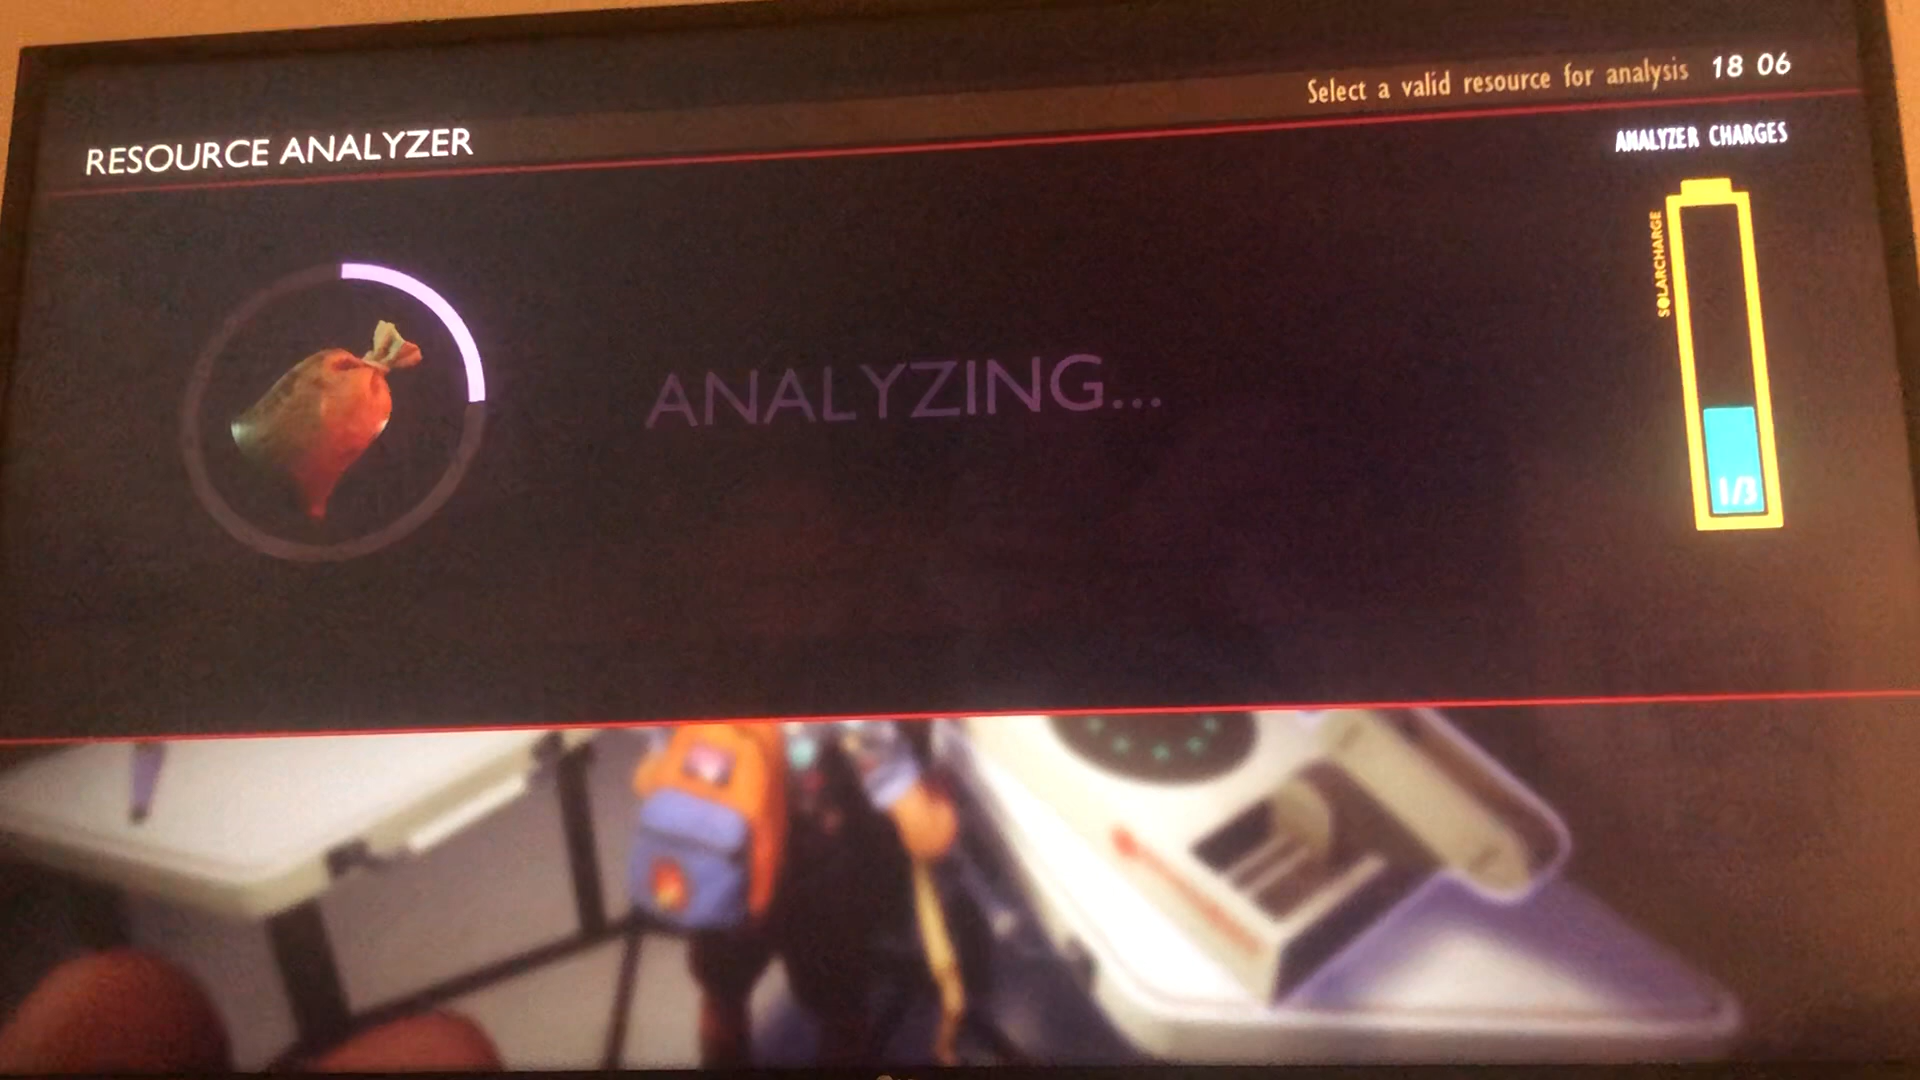 Select a valid resource for analysis 18 06
RESOURCE ANALYZER
ANALYZER CHARGES
SOLARCHARGE
ANALYZING...
1/3